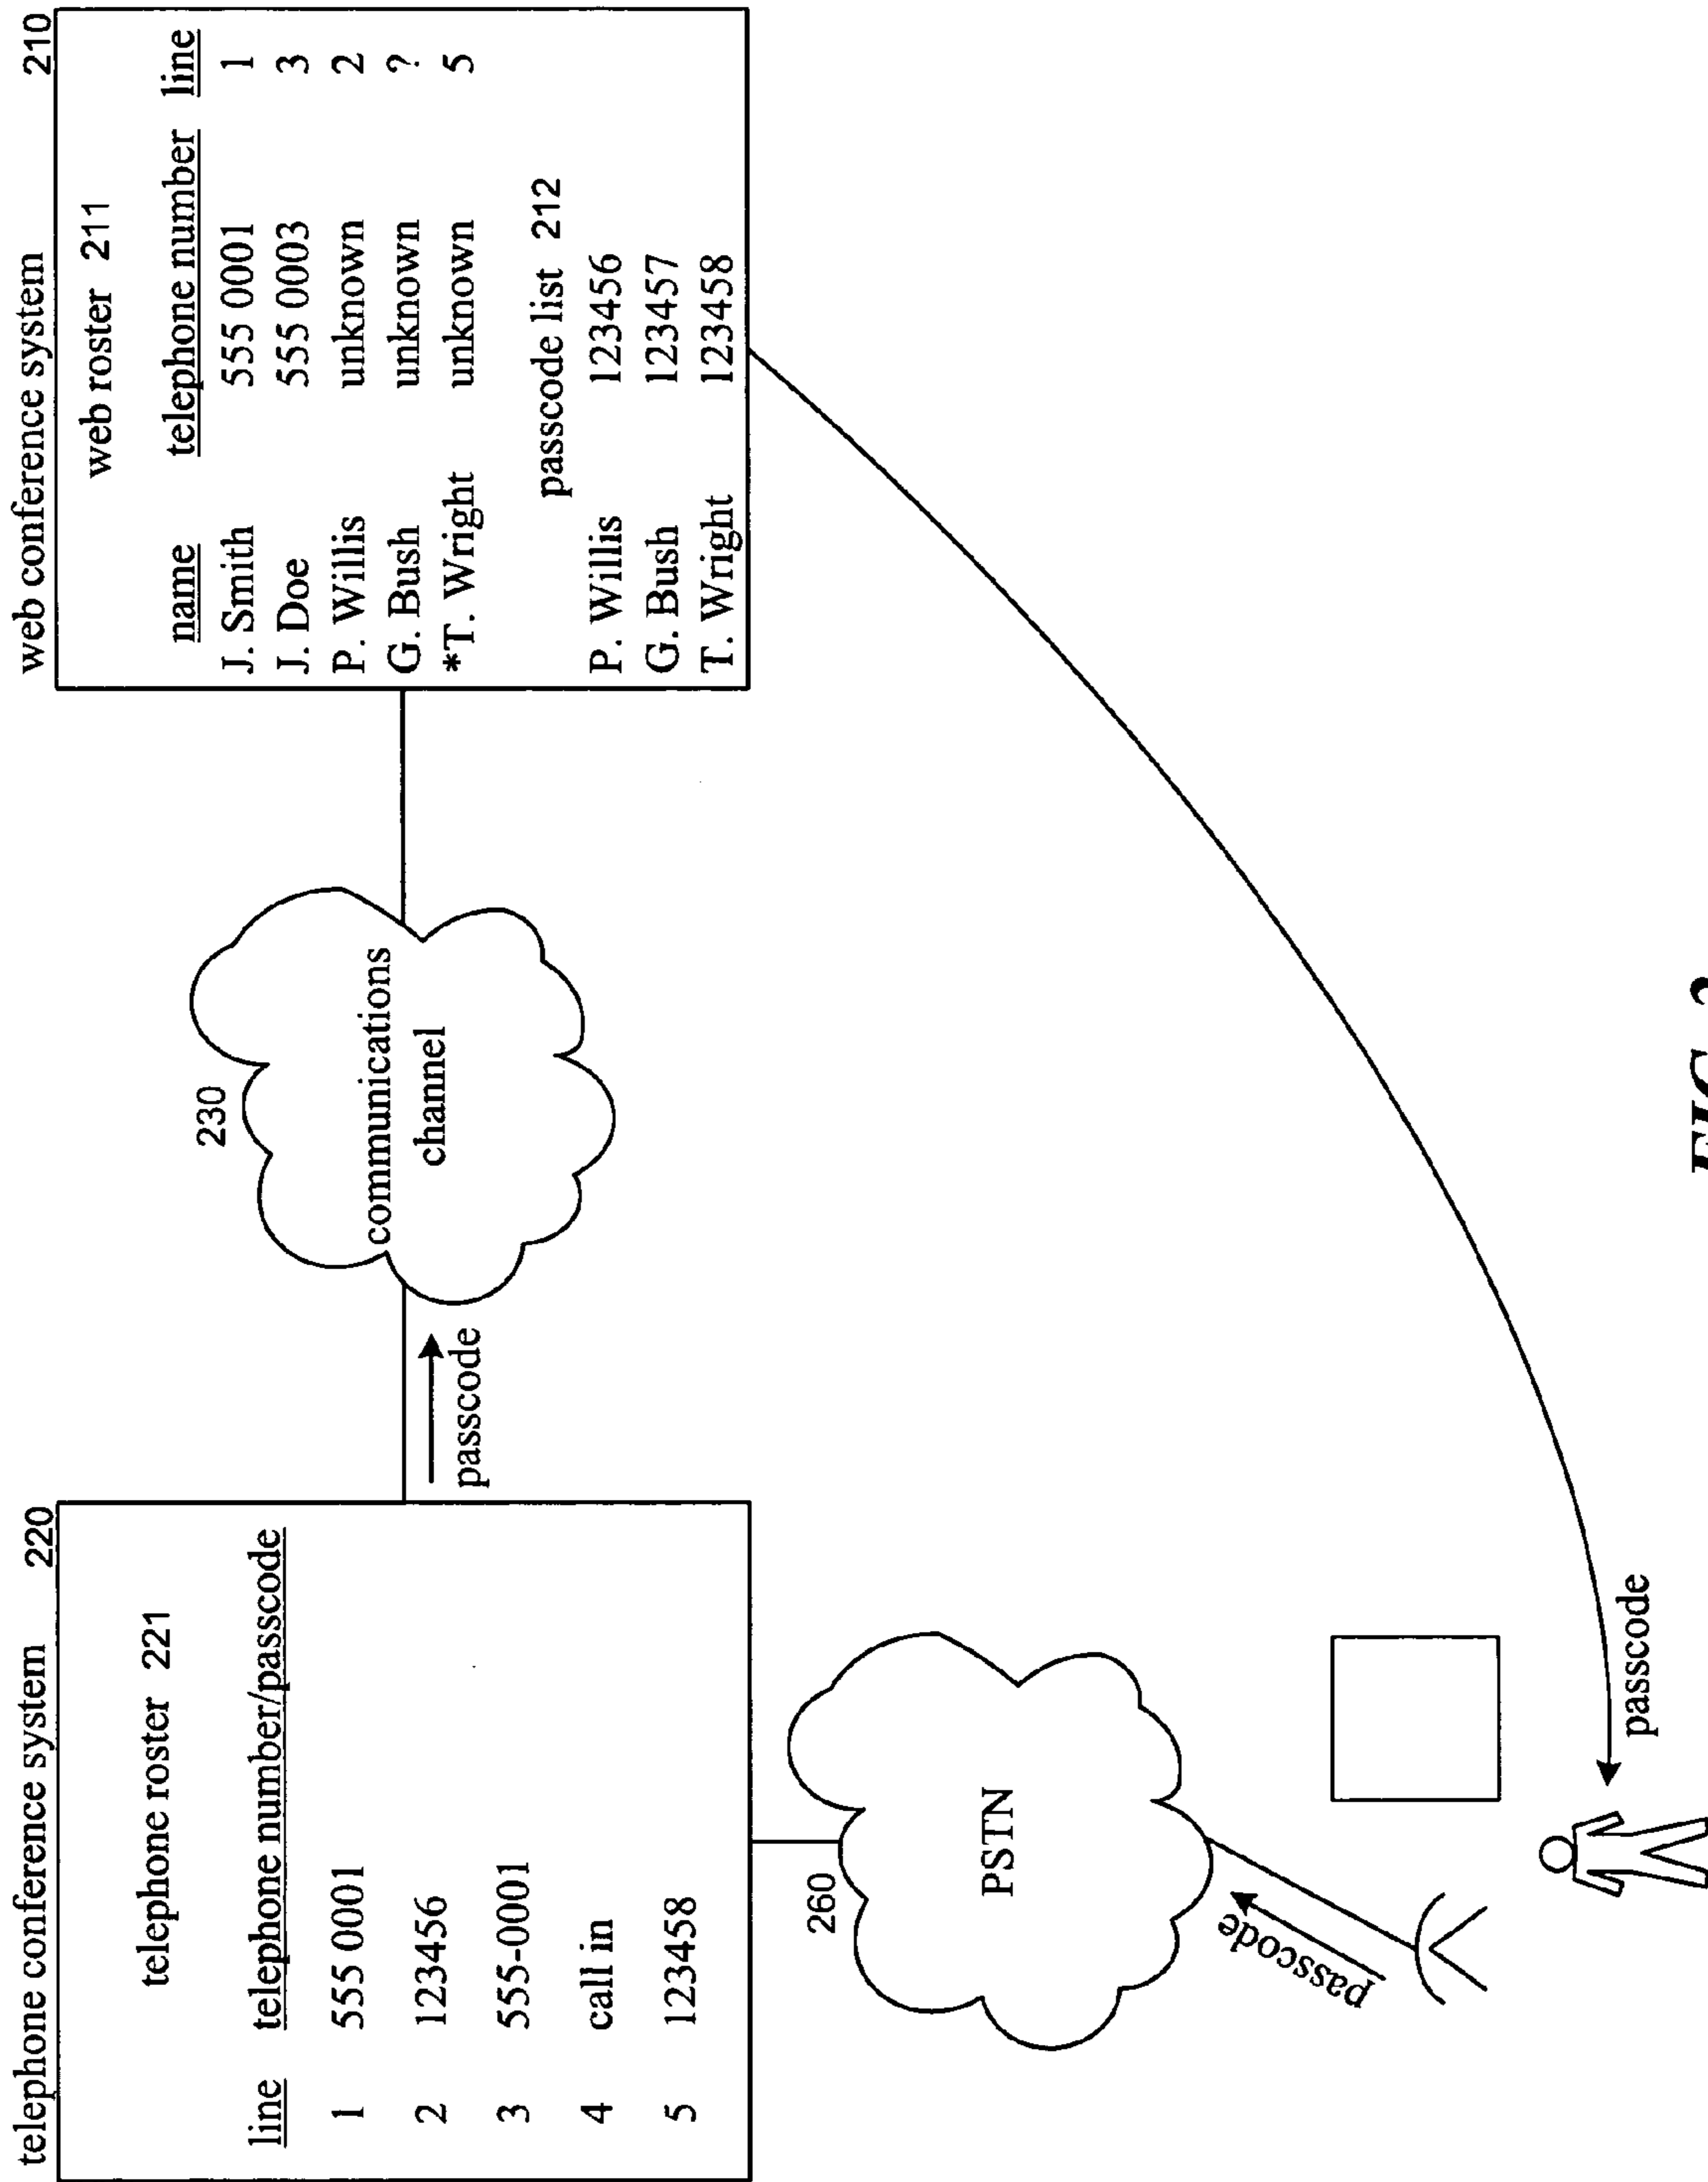 telephone conference system 220
telephone roster 221
line telephone number/passcode
1 555 0001
2 123456
3 555-0001
4 call in
5 123458
passcode
230
communications
channel
web conference system 210
web roster 211
name telephone number line
J. Smith 555 0001 1
J. Doe 555 0003 3
P. Willis unknown 2
G. Bush unknown ?
*T. Wright unknown 5
passcode list 212
P. Willis 123456
G. Bush 123457
T. Wright 123458
260
PSTN
passcode
passcode
FIG. 2